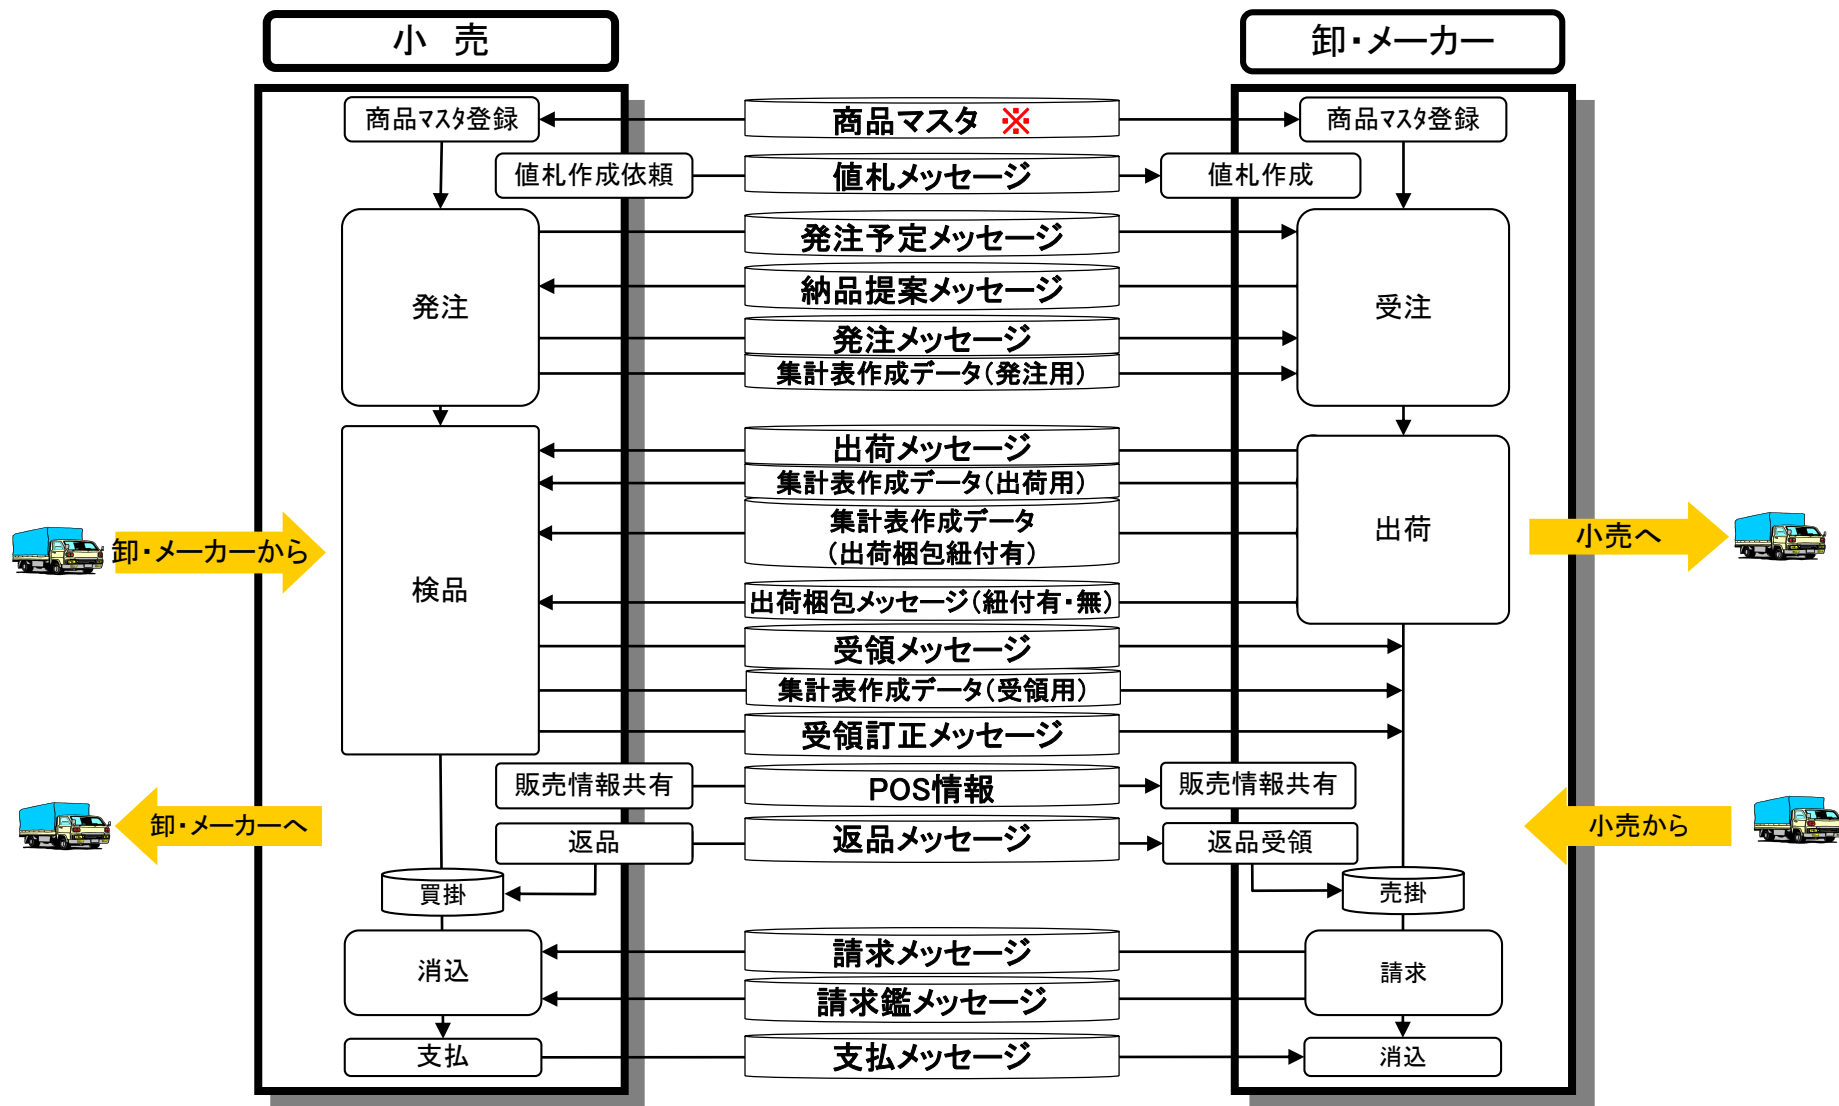 小　売
卸・メーカー
商品マスタ登録
商品マスタ ※
商品マスタ登録
値札作成依頼
値札メッセージ
値札作成
発注予定メッセージ
納品提案メッセージ
発注
受注
発注メッセージ
集計表作成データ(発注用)
出荷メッセージ
集計表作成データ(出荷用)
集計表作成データ
(出荷梱包紐付有)
出荷
卸・メーカーから
小売へ
検品
出荷梱包メッセージ(紐付有・無)
受領メッセージ
集計表作成データ(受領用)
受領訂正メッセージ
販売情報共有
POS情報
販売情報共有
卸・メーカーへ
返品
返品メッセージ
返品受領
小売から
買掛
売掛
請求メッセージ
消込
請求
請求鑑メッセージ
支払
支払メッセージ
消込